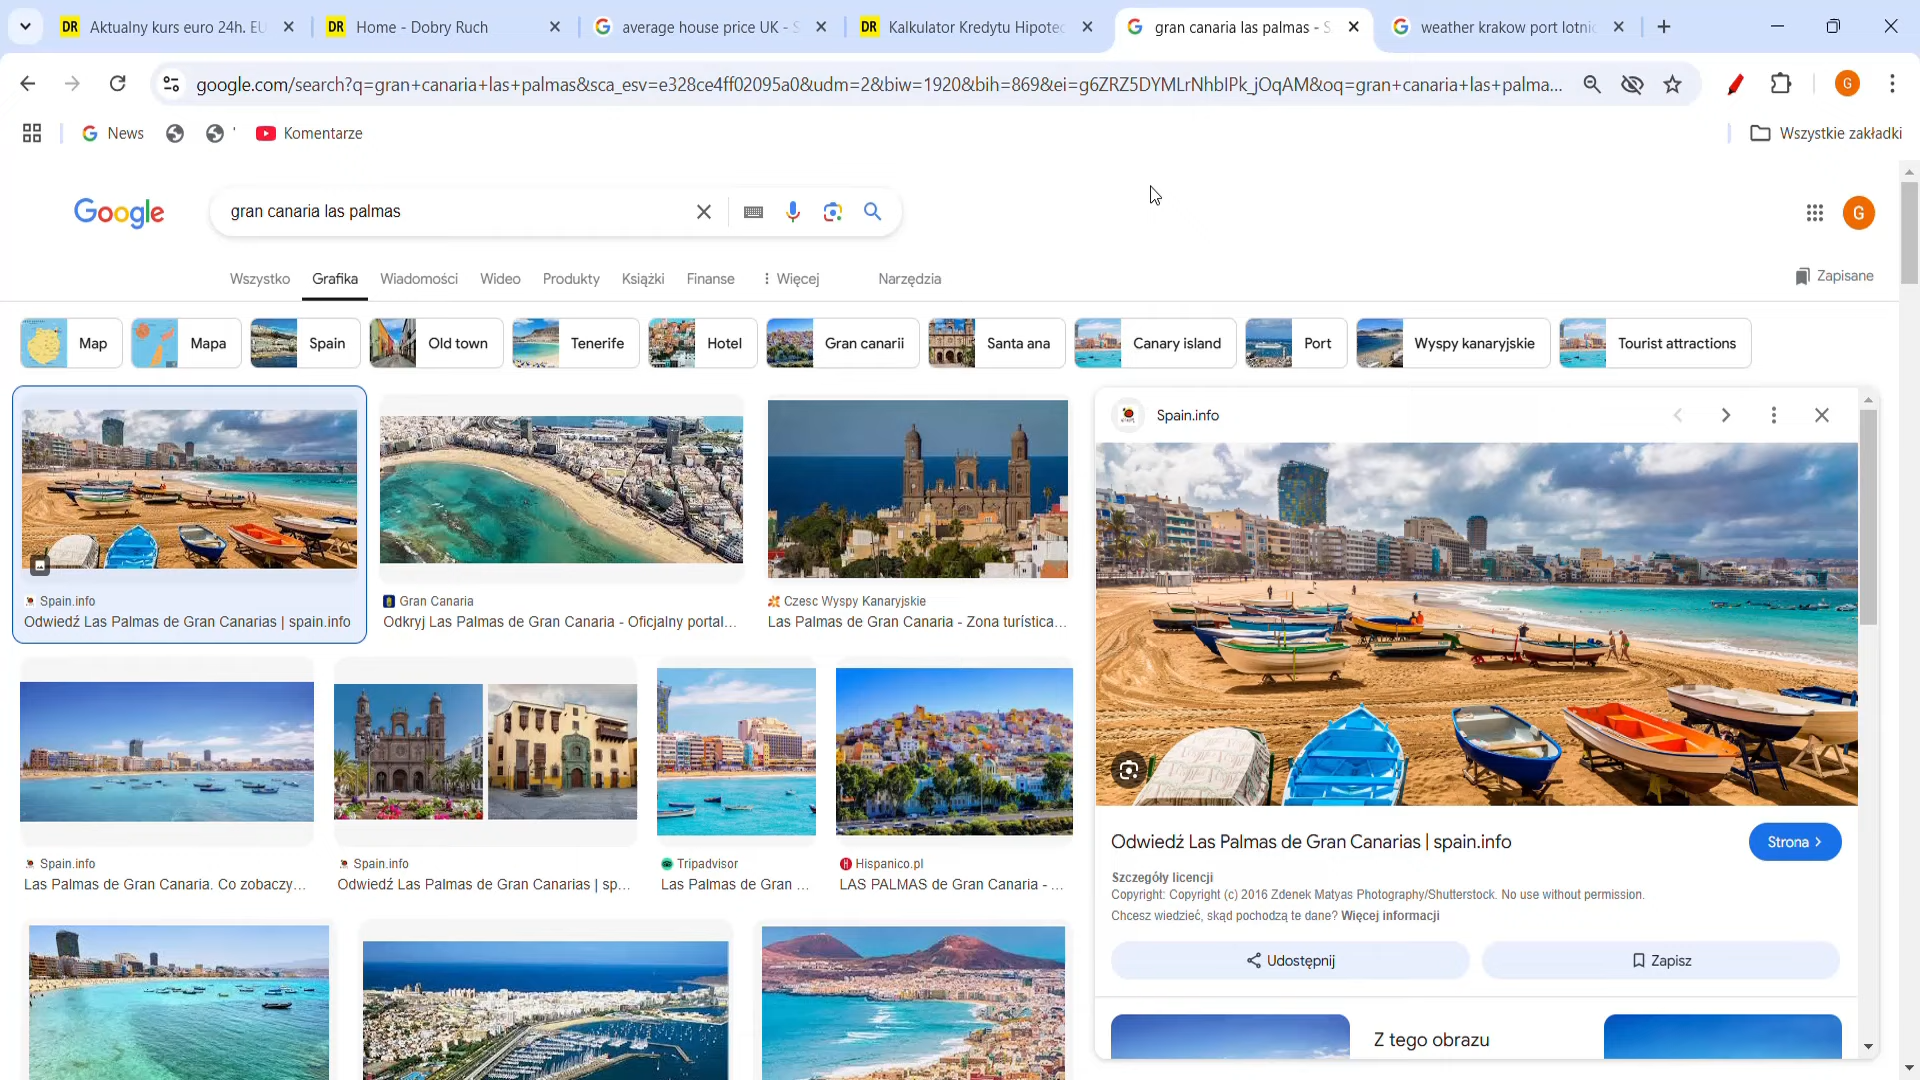 Aktualny kurs euro 24h. EU
Home - Dobry Ruch
average house price UK - S
Kalkulator Kredytu Hipotec
gran canaria las palmas - S
weather krakow port lotnic
google.com/search?q=gran+canaria+las+palmas&sca_esv=e328ce4ff02095a0&udm=2&biw=1920&bih=869&ei=g6ZRZ5DYMLrNhbIPk_jOqAM&oq=gran+canaria+las+palma...
G
News
'
Komentarze
Wszystkie zakładki
Google
gran canaria las palmas
G
Wszystko
Grafika
Wiadomości
Wideo
Produkty
Książki
Finanse
Więcej
Narzędzia
Zapisane
Map
Mapa
Spain
Old town
Tenerife
Hotel
Gran canarii
Santa ana
Canary island
Port
Wyspy kanaryjskie
Tourist attractions
Spain.info
Odwiedź Las Palmas de Gran Canarias | spain.info
Gran Canaria
Odkryj Las Palmas de Gran Canaria - Oficjalny portal...
Czesc Wyspy Kanaryjskie
Las Palmas de Gran Canaria - Zona turística...
Spain.info
Las Palmas de Gran Canaria. Co zobaczy...
Spain.info
Odwiedź Las Palmas de Gran Canarias | sp...
Tripadvisor
Las Palmas de Gran ...
Hispanico.pl
LAS PALMAS de Gran Canaria - ...
Spain.info
Odwiedź Las Palmas de Gran Canarias | spain.info
Strona
Szczegóły licencji
Copyright: Copyright (c) 2016 Zdenek Matyas Photography/Shutterstock. No use without permission.
Chcesz wiedzieć, skąd pochodzą te dane? Więcej informacji
Udostępnij
Zapisz
Z tego obrazu